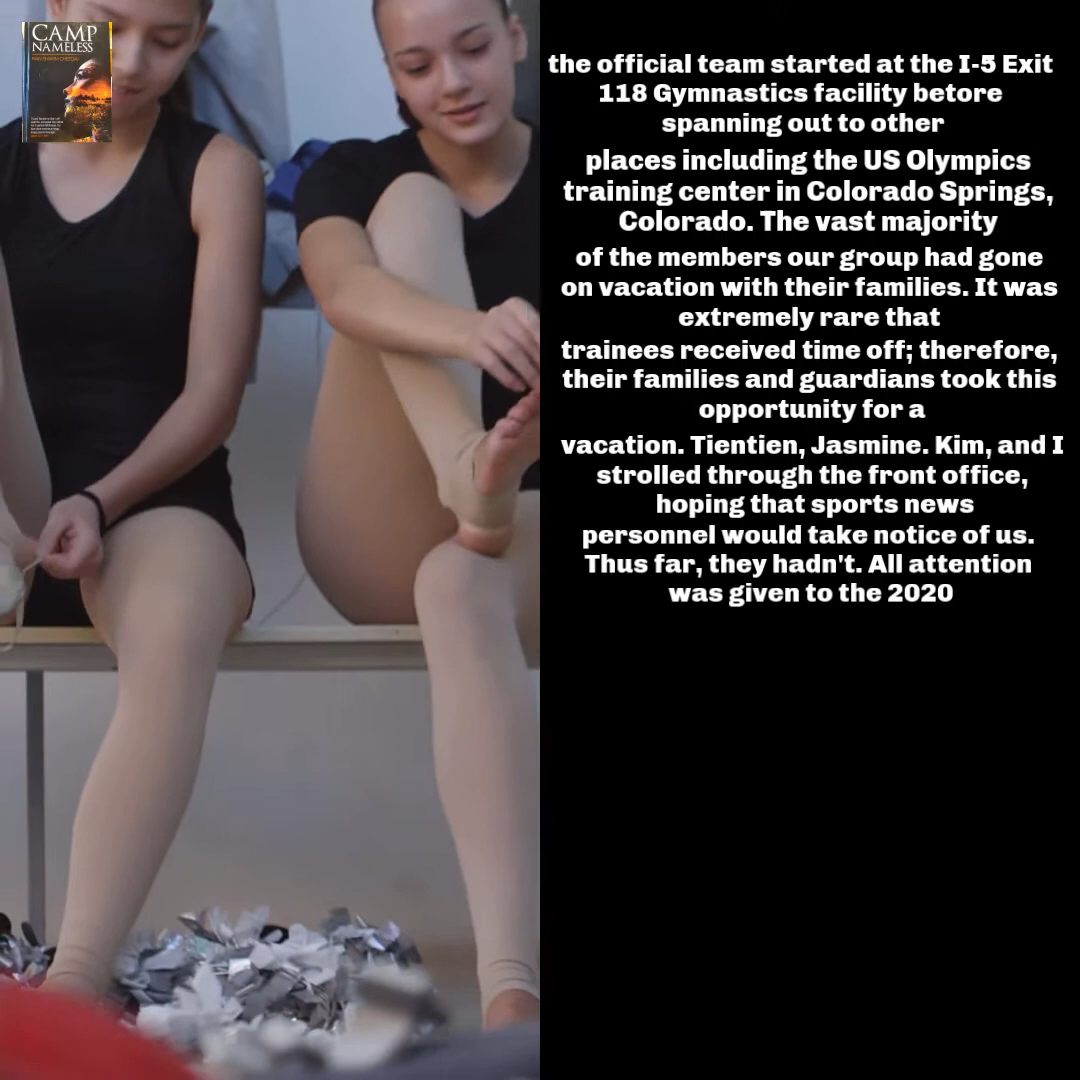 CAMP
NAMELESS
the official team started at the I-5 Exit
118 Gymnastics facility betore
spanning out to other
places including the US Olympics
training center in Colorado Springs,
Colorado. The vast majority
of the members our group had gone
on vacation with their families. It was
extremely rare that
trainees received time off; therefore,
their families and guardians took this
opportunity for a
vacation. Tientien, Jasmine. Kim, and I
strolled through the front office,
hoping that sports news
personnel would take notice of us.
Thus far, they hadn't. All attention
was given to the 2020